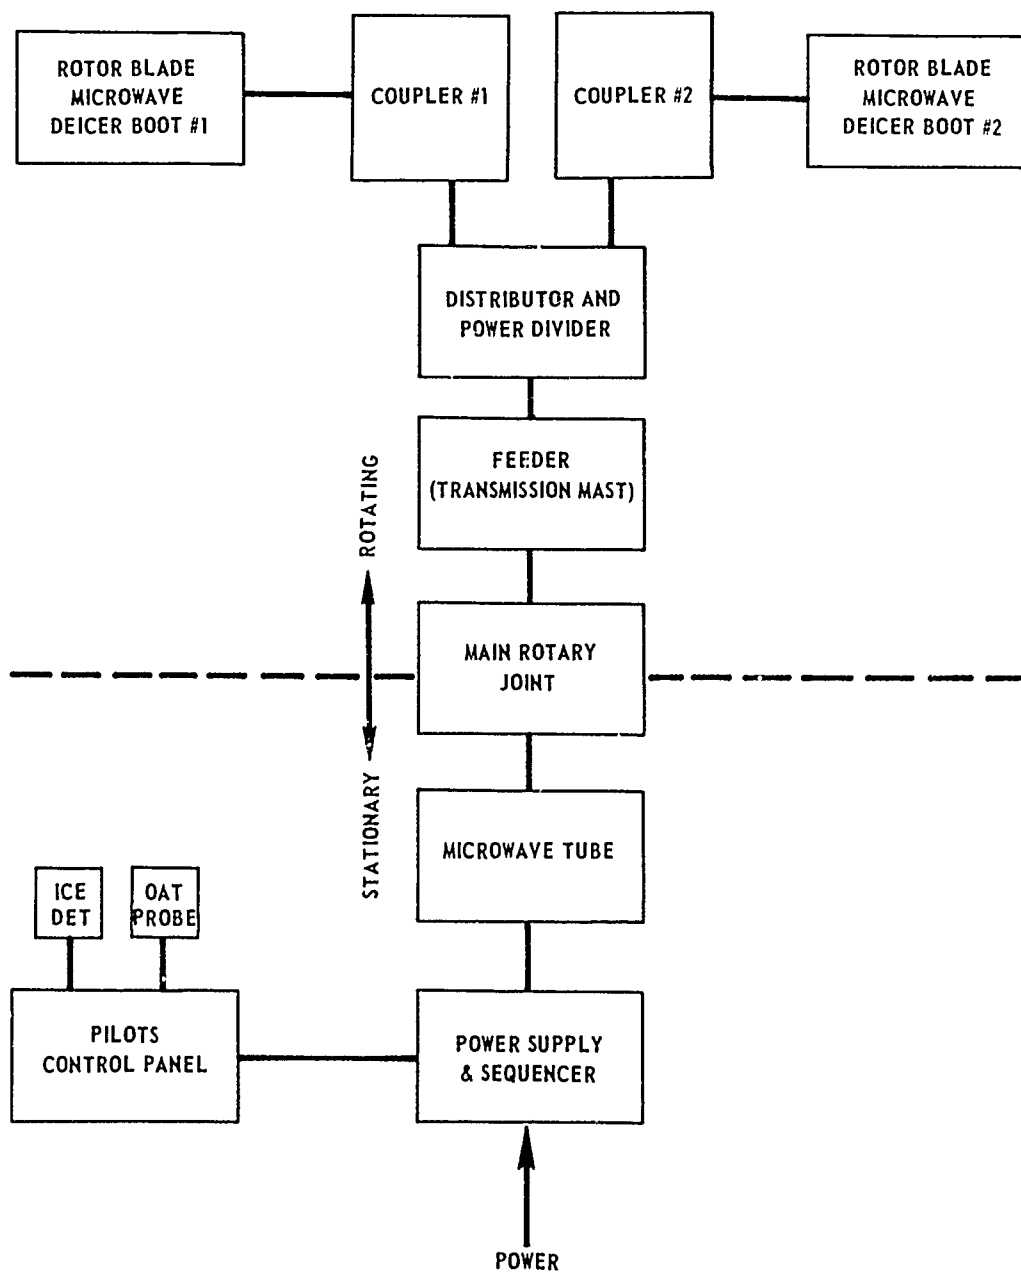 ROTOR BLADE
MICROWAVE
DEICER BOOT #1
COUPLER #1
COUPLER #2
ROTOR BLADE
MICROWAVE
DEICER BOOT #2
DISTRIBUTOR AND
POWER DIVIDER
FEEDER
(TRANSMISSION MAST)
ROTATING
MAIN ROTARY
JOINT
STATIONARY
MICROWAVE TUBE
ICE
DET
OAT
PROBE
PILOTS
CONTROL PANEL
POWER SUPPLY
& SEQUENCER
POWER